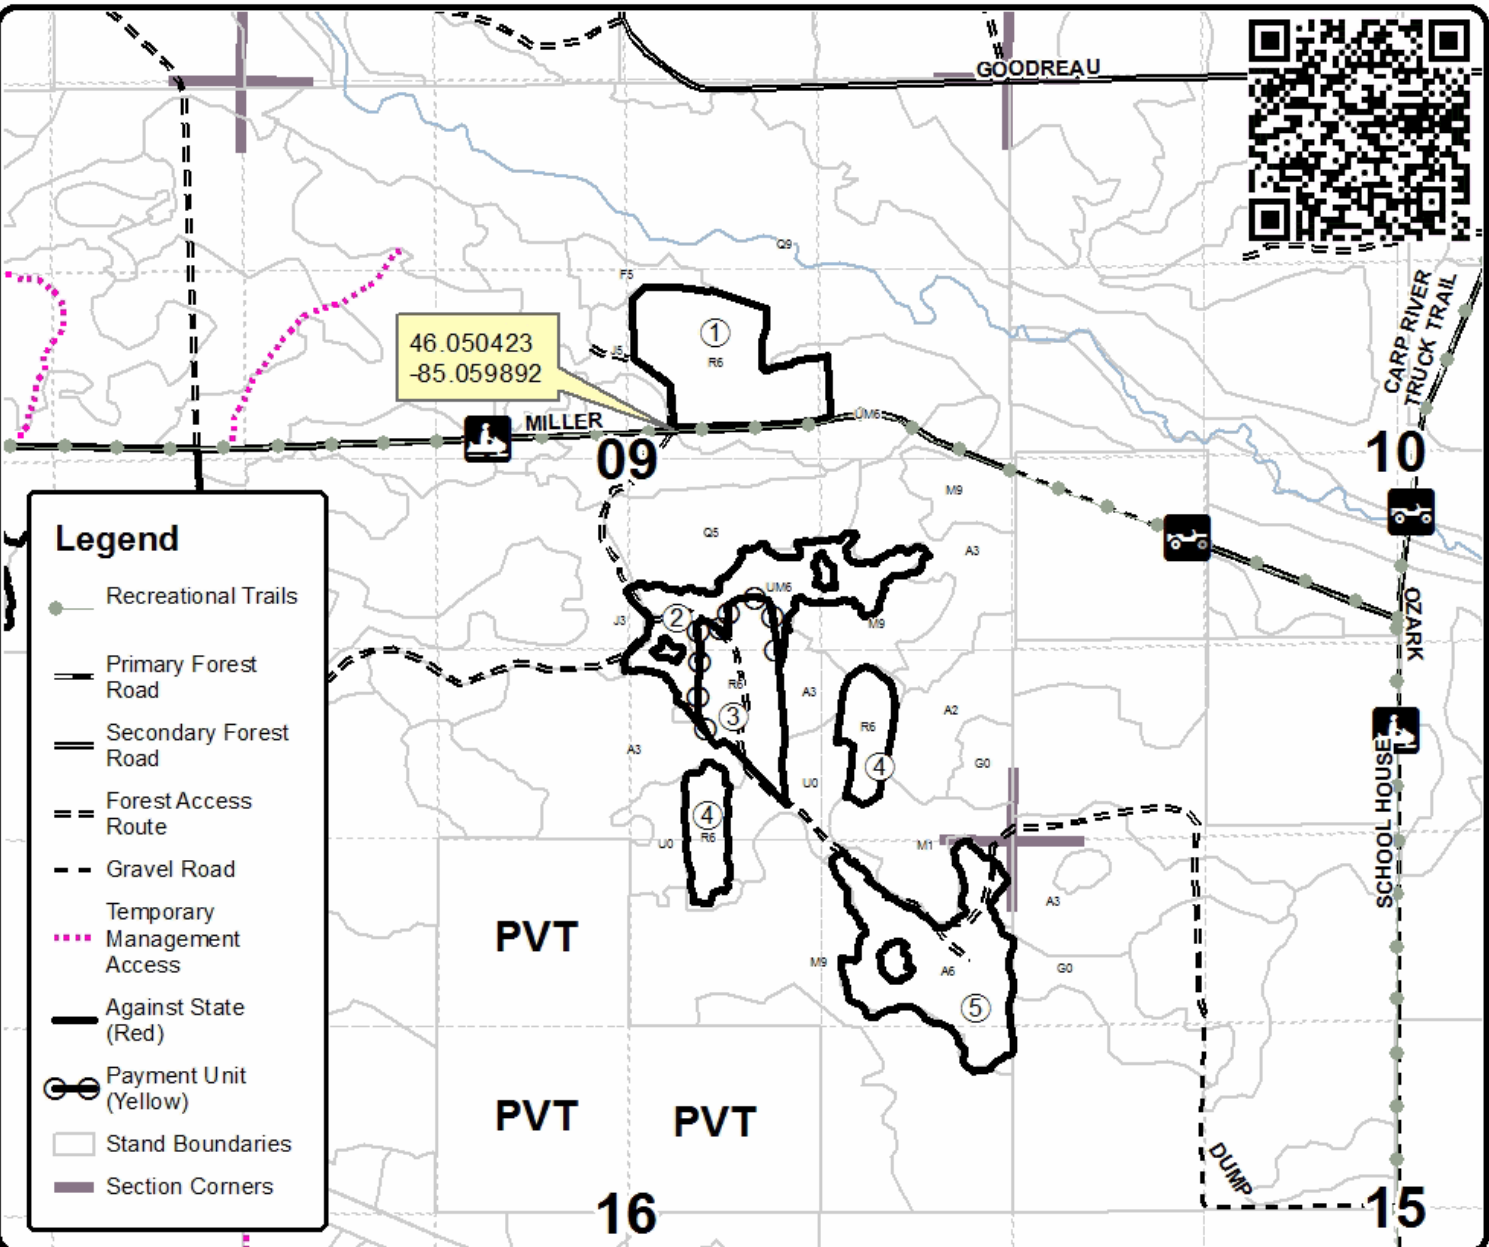 GOODREAU
Q9
F5
CARP RIVER
TRUCK TRAIL
1
R6
J5
46.050423
-85.059892
MILLER
UM6
09
10
M9
Q5
A3
UM6
OZARK
J3
2
M9
R6
A3
3
A2
R6
A3
G0
4
U0
SCHOOL HOUSE
4
R6
U0
M1
A3
PVT
M9
A6
G0
5
PVT
PVT
DUMP
16
15
Legend
Recreational Trails
Primary Forest
Road
Secondary Forest
Road
Forest Access
Route
Gravel Road
Temporary
Management
Access
Against State
(Red)
Payment Unit
(Yellow)
Stand Boundaries
Section Corners